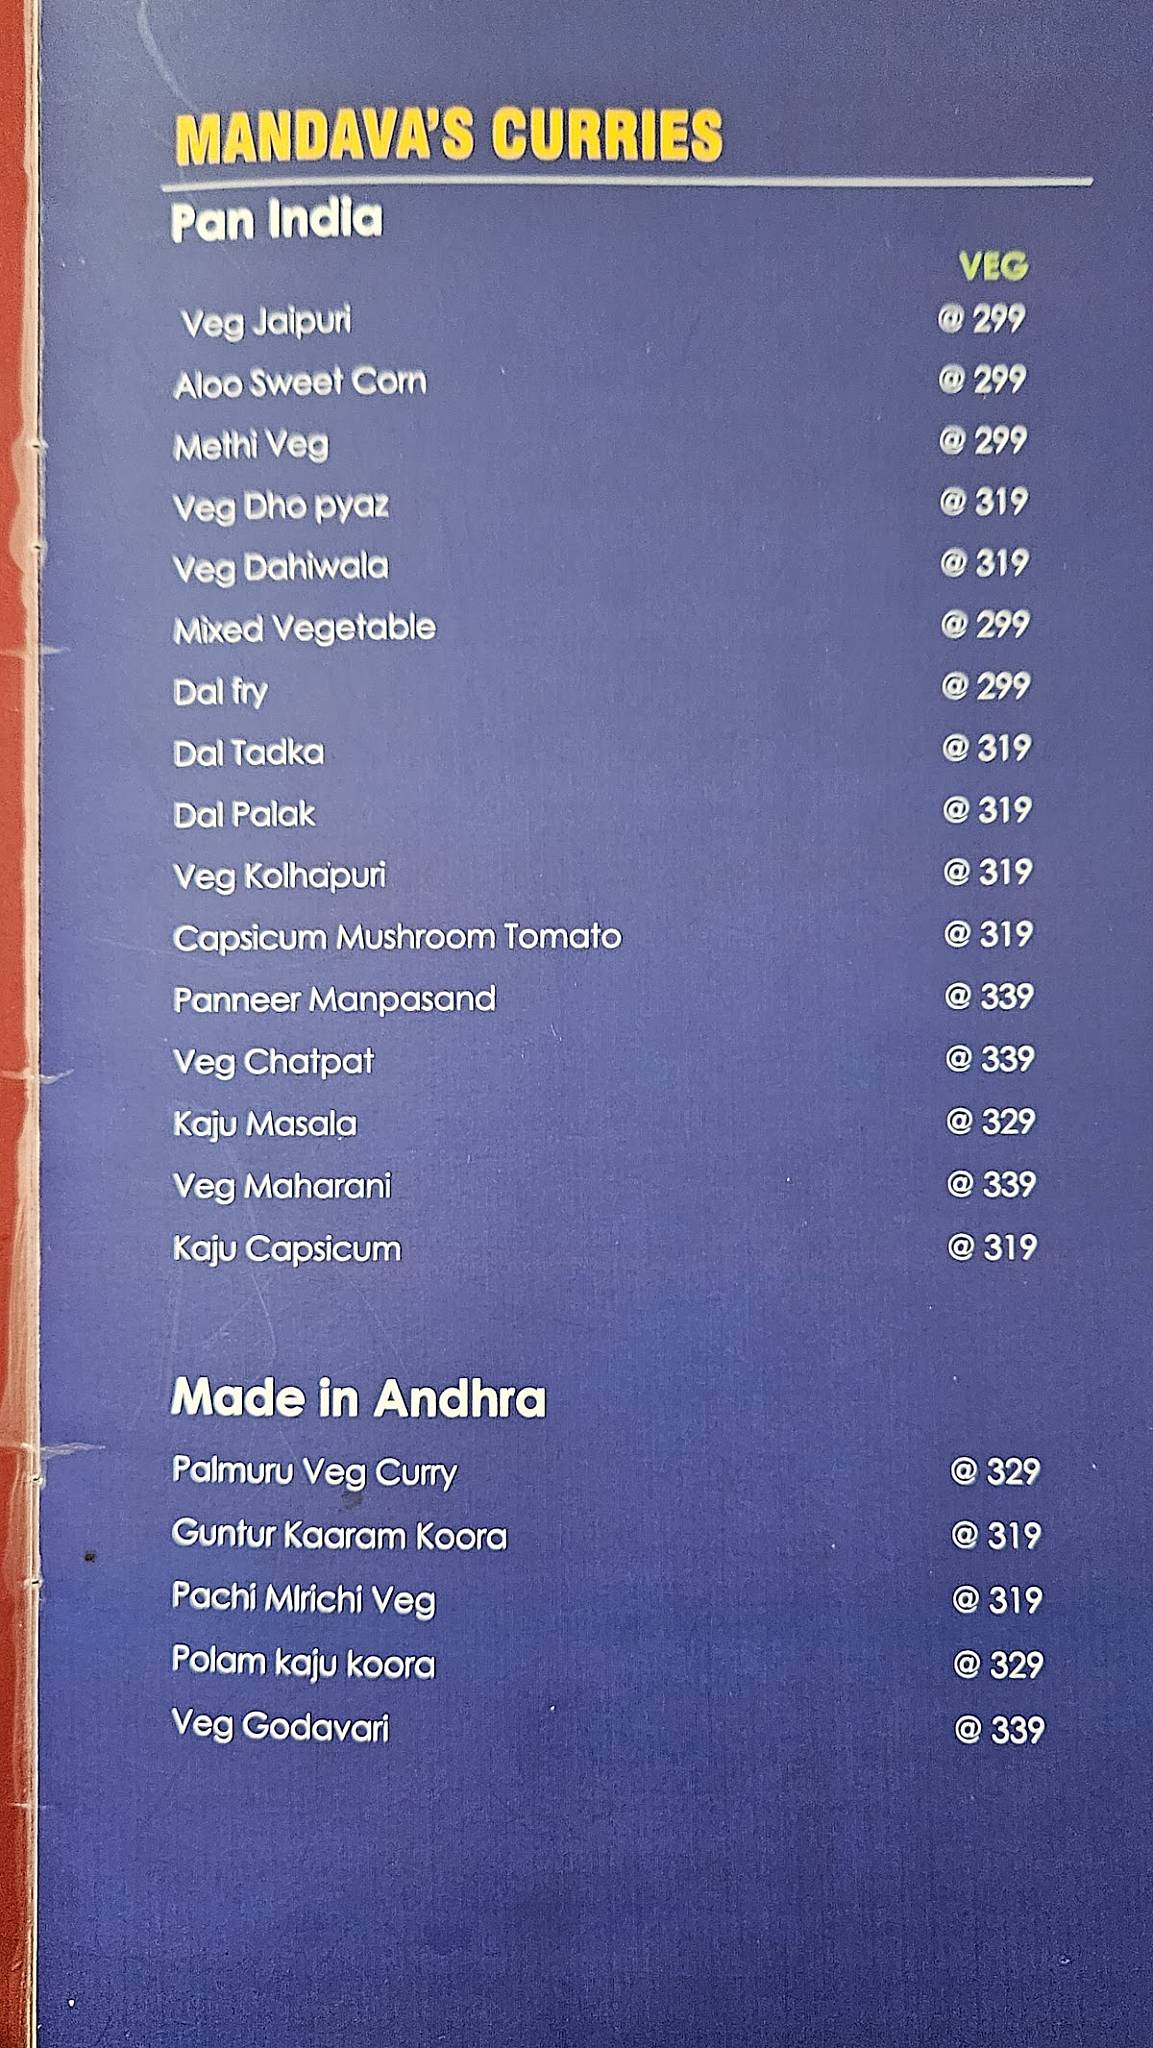 MANDAVA'S CURRIES
Pan India
VEG
Veg Jaipuri @ 299
Aloo Sweet Corn @ 299
Methi Veg @ 299
Veg Dho pyaz @ 319
Veg Dahiwala @ 319
Mixed Vegetable @ 299
Dal fry @ 299
Dal Tadka @ 319
Dal Palak @ 319
Veg Kolhapuri @ 319
Capsicum Mushroom Tomato @ 319
Panneer Manpasand @ 339
Veg Chatpat @ 339
Kaju Masala @ 329
Veg Maharani @ 339
Kaju Capsicum @ 319
Made in Andhra
Palmuru Veg Curry @ 329
Guntur Kaaram Koora @ 319
Pachi MIrichi Veg @ 319
Polam kaju koora @ 329
Veg Godavari @ 339